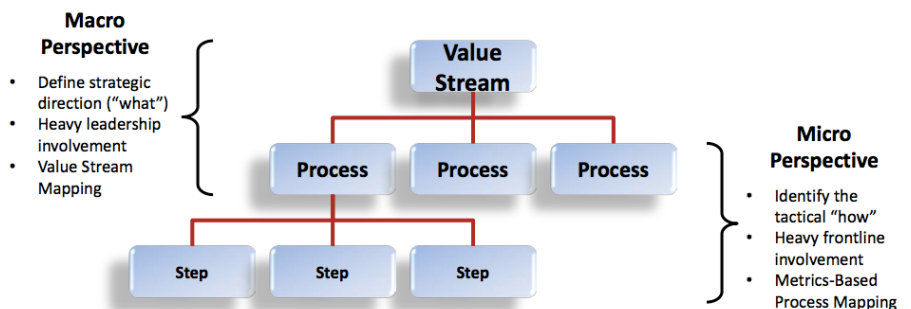 Macro
Perspective
• Define strategic
direction (“what”)
• Heavy leadership
involvement
• Value Stream
Mapping
Value
Stream
Process
Process
Process
Step
Step
Step
Micro
Perspective
• Identify the
tactical “how”
• Heavy frontline
involvement
• Metrics-Based
Process Mapping